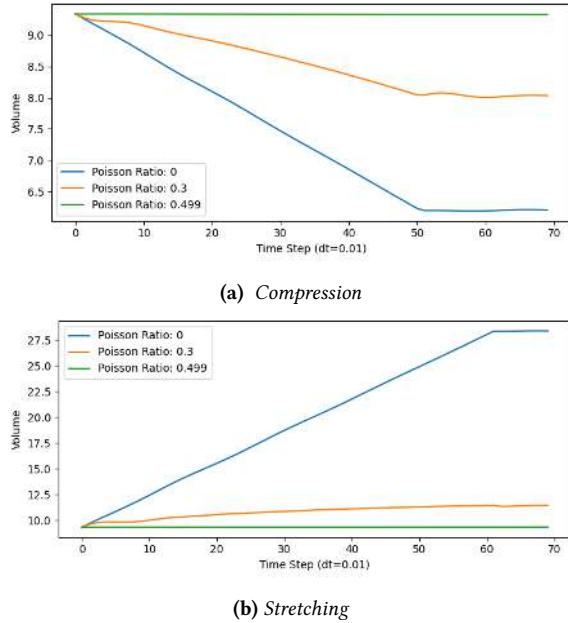 9.0
8.5
8.0
7.5
7.0
6.5
Volume
Poisson Ratio: 0
Poisson Ratio: 0.3
Poisson Ratio: 0.499
0 10 20 30 40 50 60 70
Time Step (dt=0.01)
(a) Compression
27.5
25.0
22.5
20.0
17.5
15.0
12.5
10.0
Volume
Poisson Ratio: 0
Poisson Ratio: 0.3
Poisson Ratio: 0.499
0 10 20 30 40 50 60 70
Time Step (dt=0.01)
(b) Stretching